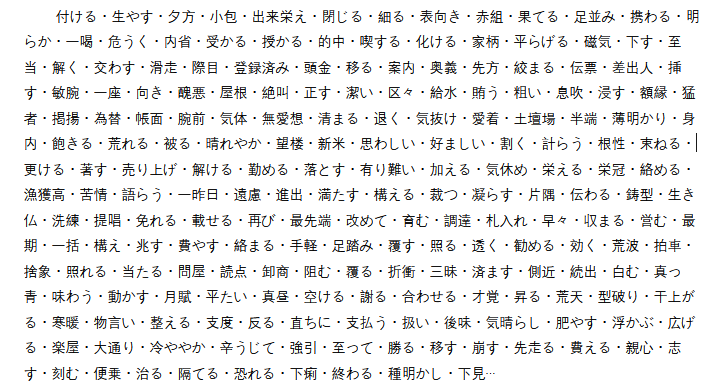 付ける・生やす・夕方・小包・出来栄え・閉じる・細る・表向き・赤組・果てる・足並み・携わる・明
らか・一喝・危うく・内省・受かる・授かる・的中・喫する・化ける・家柄・平らげる・磁気・下す・至
当・解く・交わす・滑走・際目・登録済み・頭金・移る・案内・奥義・先方・絞まる・伝票・差出人・挿
す・敏腕・一座・向き・醜悪・屋根・絶叫・正す・潔い・区々・給水・賄う・粗い・息吹・浸す・額縁・猛
者・掲揚・為替・帳面・腕前・気体・無愛想・清まる・退く・気抜け・愛着・土壇場・半端・薄明かり・身
内・飽きる・荒れる・被る・晴れやか・望楼・新米・思わしい・好ましい・割く・計らう・根性・束ねる・
更ける・著す・売り上げ・解ける・勤める・落とす・有り難い・加える・気休め・栄える・栄冠・絡める・
漁獲高・苦情・語らう・一昨日・遠慮・進出・満たす・構える・裁つ・凝らす・片隅・伝わる・鋳型・生き
仏・洗練・提唱・免れる・載せる・再び・最先端・改めて・育む・調達・札入れ・早々・収まる・営む・最
期・一括・構え・兆す・費やす・絡まる・手軽・足踏み・覆す・照る・透く・勧める・効く・荒波・拍車・
捨象・照れる・当たる・問屋・読点・卸商・阻む・覆る・折衝・三昧・済ます・側近・続出・白む・真っ
青・味わう・動かす・月賦・平たい・真昼・空ける・謝る・合わせる・才覚・昇る・荒天・型破り・干上が
る・寒暖・物言い・整える・支度・反る・直ちに・支払う・扱い・後味・気晴らし・肥やす・浮かぶ・広げ
る・楽屋・大通り・冷ややか・辛うじて・強引・至って・勝る・移す・崩す・先走る・費える・親心・志
す・刻む・便乗・治る・隔てる・恐れる・下痢・終わる・種明かし・下見…